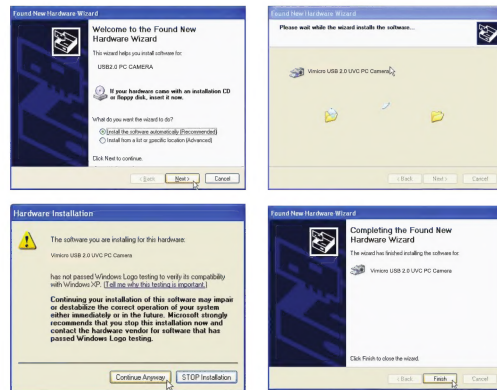 Found New Hardware Wizard
Welcome to the Found New
Hardware Wizard
This wizard helps you install software for:
USB2.0 PC CAMERA
If your hardware came with an installation CD
or floppy disk, insert it now.
What do you want the wizard to do?
Install the software automatically (Recommended)
Install from a list or specific location (Advanced)
Click Next to continue.
< Back
Next >
Cancel
Found New Hardware Wizard
Please wait while the wizard installs the software...
Vimicro USB 2.0 UVC PC Camera
< Back
Next >
Cancel
Hardware Installation
The software you are installing for this hardware:
Vimicro USB 2.0 UVC PC Camera
has not passed Windows Logo testing to verify its compatibility
with Windows XP. (Tell me why this testing is important.)
Continuing your installation of this software may impair
or destabilize the correct operation of your system
either immediately or in the future. Microsoft strongly
recommends that you stop this installation now and
contact the hardware vendor for software that has
passed Windows Logo testing.
Continue Anyway
STOP Installation
Found New Hardware Wizard
Completing the Found New
Hardware Wizard
The wizard has finished installing the software for:
Vimicro USB 2.0 UVC PC Camera
Click Finish to close the wizard.
< Back
Finish
Cancel